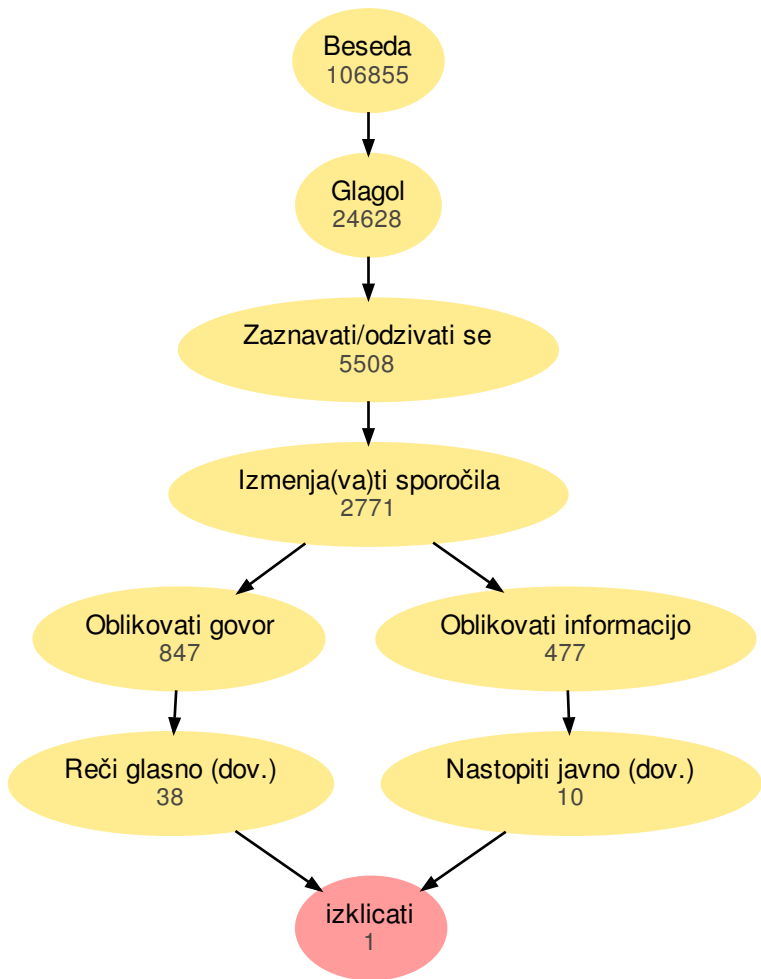 Beseda
106855
Glagol
24628
Zaznavati/odzivati se
5508
Izmenja(va)ti sporočila
2771
Oblikovati govor
847
Oblikovati informacijo
477
Reči glasno (dov.)
38
Nastopiti javno (dov.)
10
izklicati
1